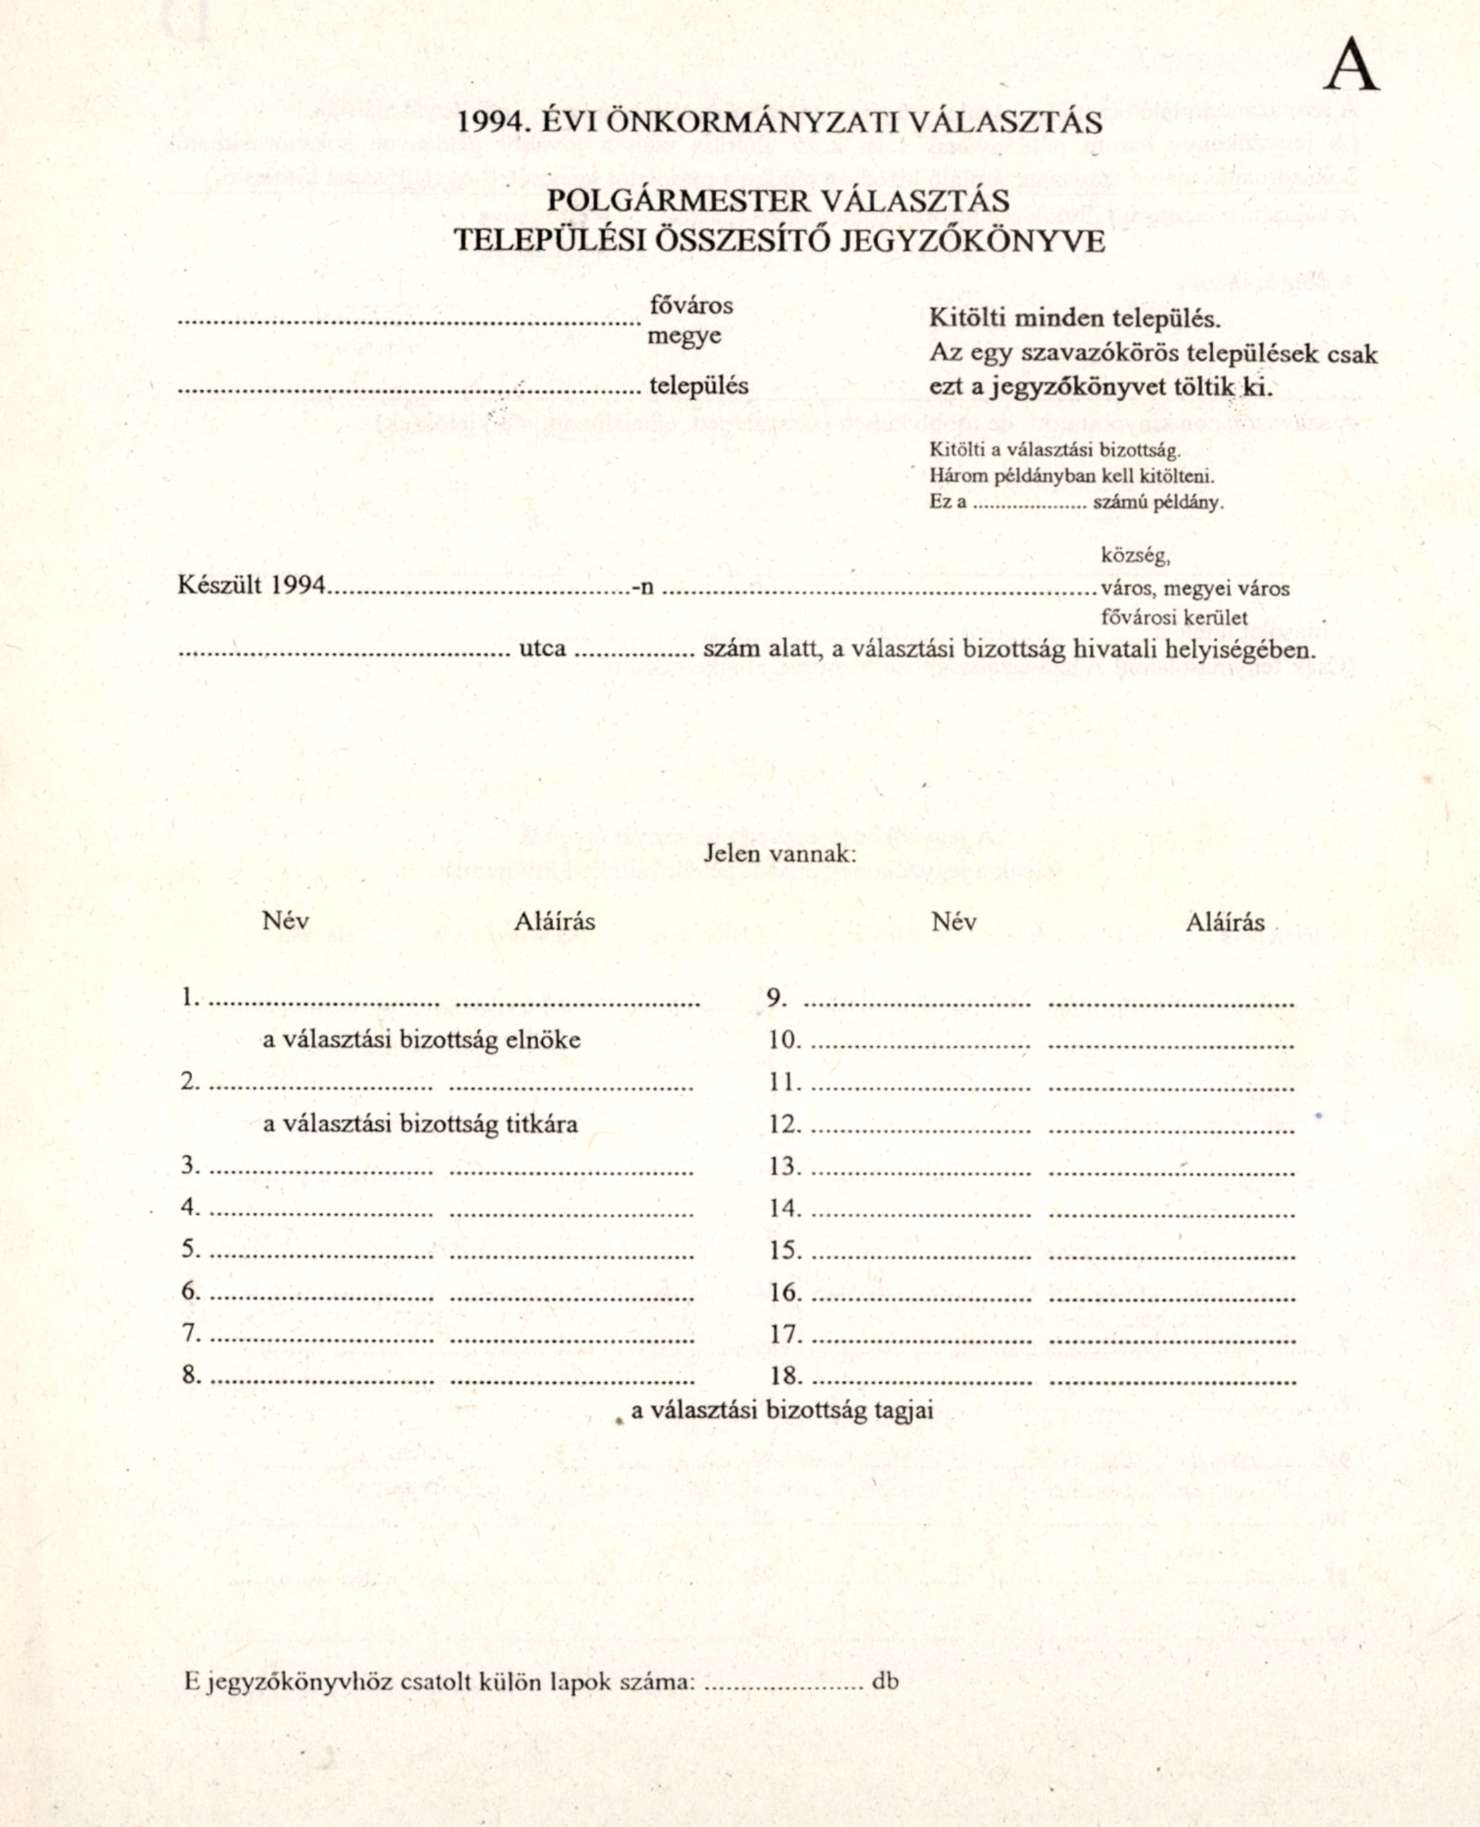 A
1994. ÉVI ÖNKORMÁNYZATI VÁLASZTÁS
POLGÁRMESTER VÁLASZTÁS
TELEPÜLÉSI ÖSSZESÍTŐ JEGYZŐKÖNYVE
............................................................ főváros
megye
............................................................ település
Kitölti minden település.
Az egy szavazókörös települések csak
ezt a jegyzőkönyvet töltik ki.
Kitölti a választási bizottság.
Három példányban kell kitölteni.
Ez a ..................... számú példány.
község,
Készült 1994.........................................-n ............................................................ város, megyei város
fővárosi kerület
............................................. utca ................ szám alatt, a választási bizottság hivatali helyiségében.
Jelen vannak:
Név Aláírás Név Aláírás
1. ................................ ................................ 9. ................................ ................................
a választási bizottság elnöke 10. ................................ ................................
2. ................................ ................................ 11. ................................ ................................
a választási bizottság titkára 12. ................................ ................................
3. ................................ ................................ 13. ................................ ................................
4. ................................ ................................ 14. ................................ ................................
5. ................................ ................................ 15. ................................ ................................
6. ................................ ................................ 16. ................................ ................................
7. ................................ ................................ 17. ................................ ................................
8. ................................ ................................ 18. ................................ ................................
a választási bizottság tagjai
E jegyzőkönyvhöz csatolt külön lapok száma: ...................... db